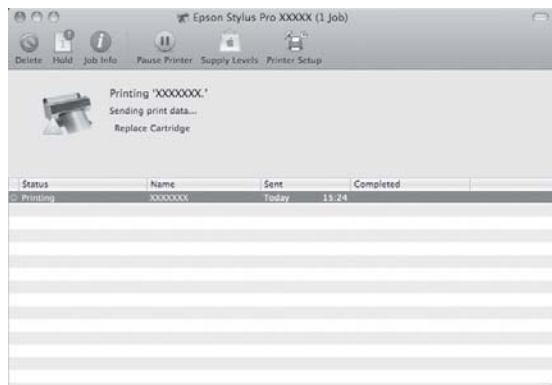 Epson Stylus Pro XXXXX (1 Job)
Delete Hold Job Info Pause Printer Supply Levels Printer Setup
Printing 'XXXXXXX.'
Sending print data...
Replace Cartridge
Status Name Sent Completed
Printing XXXXXXX Today 15:24